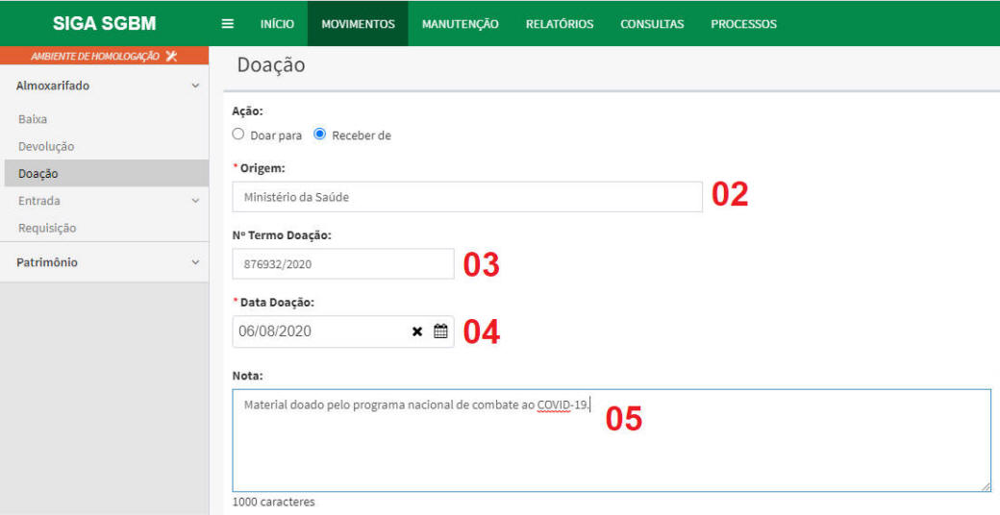 SIGA SGBM
INÍCIO MOVIMENTOS MANUTENÇÃO RELATÓRIOS CONSULTAS PROCESSOS
AMBIENTE DE HOMOLOGAÇÃO
Almoxarifado
Baixa
Devolução
Doação
Entrada
Requisição
Patrimônio
Doação
Ação:
Doar para Receber de
* Origem:
Ministério da Saúde 02
Nº Termo Doação:
876932/2020 03
* Data Doação:
06/08/2020 04
Nota:
Material doado pelo programa nacional de combate ao COVID-19. 05
1000 caracteres